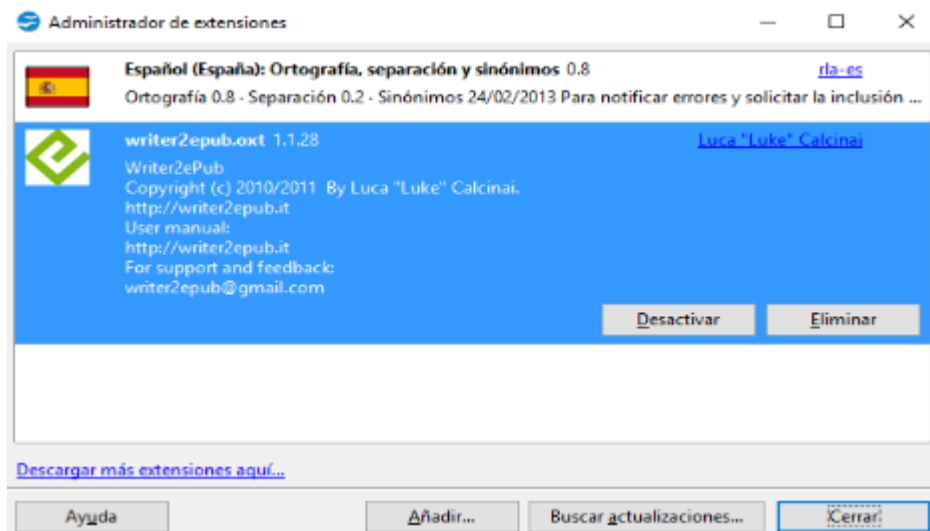 Administrador de extensiones
Español (España): Ortografía, separación y sinónimos 0.8 rla-es
Ortografía 0.8 - Separación 0.2 - Sinónimos 24/02/2013 Para notificar errores y solicitar la inclusión ...
writer2epub.oxt 1.1.28 Luca "Luke" Calcinai
Writer2ePub
Copyright (c) 2010/2011 By Luca "Luke" Calcinai.
http://writer2epub.it
User manual:
http://writer2epub.it
For support and feedback:
writer2epub@gmail.com
Desactivar Eliminar
Descargar más extensiones aquí...
Ayuda Añadir... Buscar actualizaciones... Cerrar